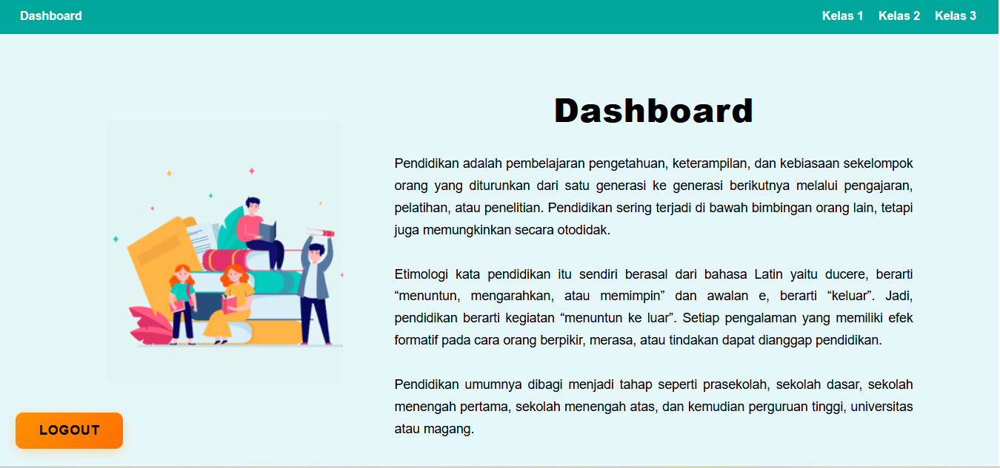 Dashboard
Kelas 1 Kelas 2 Kelas 3
Dashboard
Pendidikan adalah pembelajaran pengetahuan, keterampilan, dan kebiasaan sekelompok
orang yang diturunkan dari satu generasi ke generasi berikutnya melalui pengajaran,
pelatihan, atau penelitian. Pendidikan sering terjadi di bawah bimbingan orang lain, tetapi
juga memungkinkan secara otodidak.
Etimologi kata pendidikan itu sendiri berasal dari bahasa Latin yaitu ducere, berarti
“menuntun, mengarahkan, atau memimpin” dan awalan e, berarti “keluar”. Jadi,
pendidikan berarti kegiatan “menuntun ke luar”. Setiap pengalaman yang memiliki efek
formatif pada cara orang berpikir, merasa, atau tindakan dapat dianggap pendidikan.
Pendidikan umumnya dibagi menjadi tahap seperti prasekolah, sekolah dasar, sekolah
menengah pertama, sekolah menengah atas, dan kemudian perguruan tinggi, universitas
atau magang.
LOGOUT